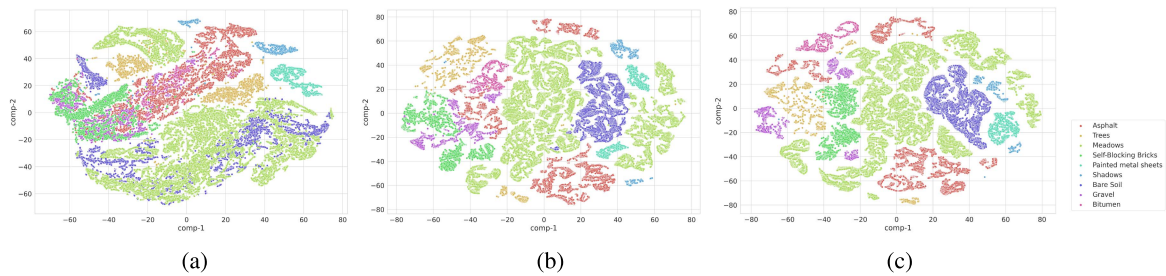 60
40
20
0
−20
−40
−60
comp-2
−60 −40 −20 0 20 40 60 80
comp-1
(a)
80
60
40
20
0
−20
−40
−60
−80
comp-2
−80 −60 −40 −20 0 20 40 60 80
comp-1
(b)
80
60
40
20
0
−20
−40
−60
−80
comp-2
−80 −60 −40 −20 0 20 40 60 80
comp-1
(c)
Asphalt
Trees
Meadows
Self-Blocking Bricks
Painted metal sheets
Shadows
Bare Soil
Gravel
Bitumen